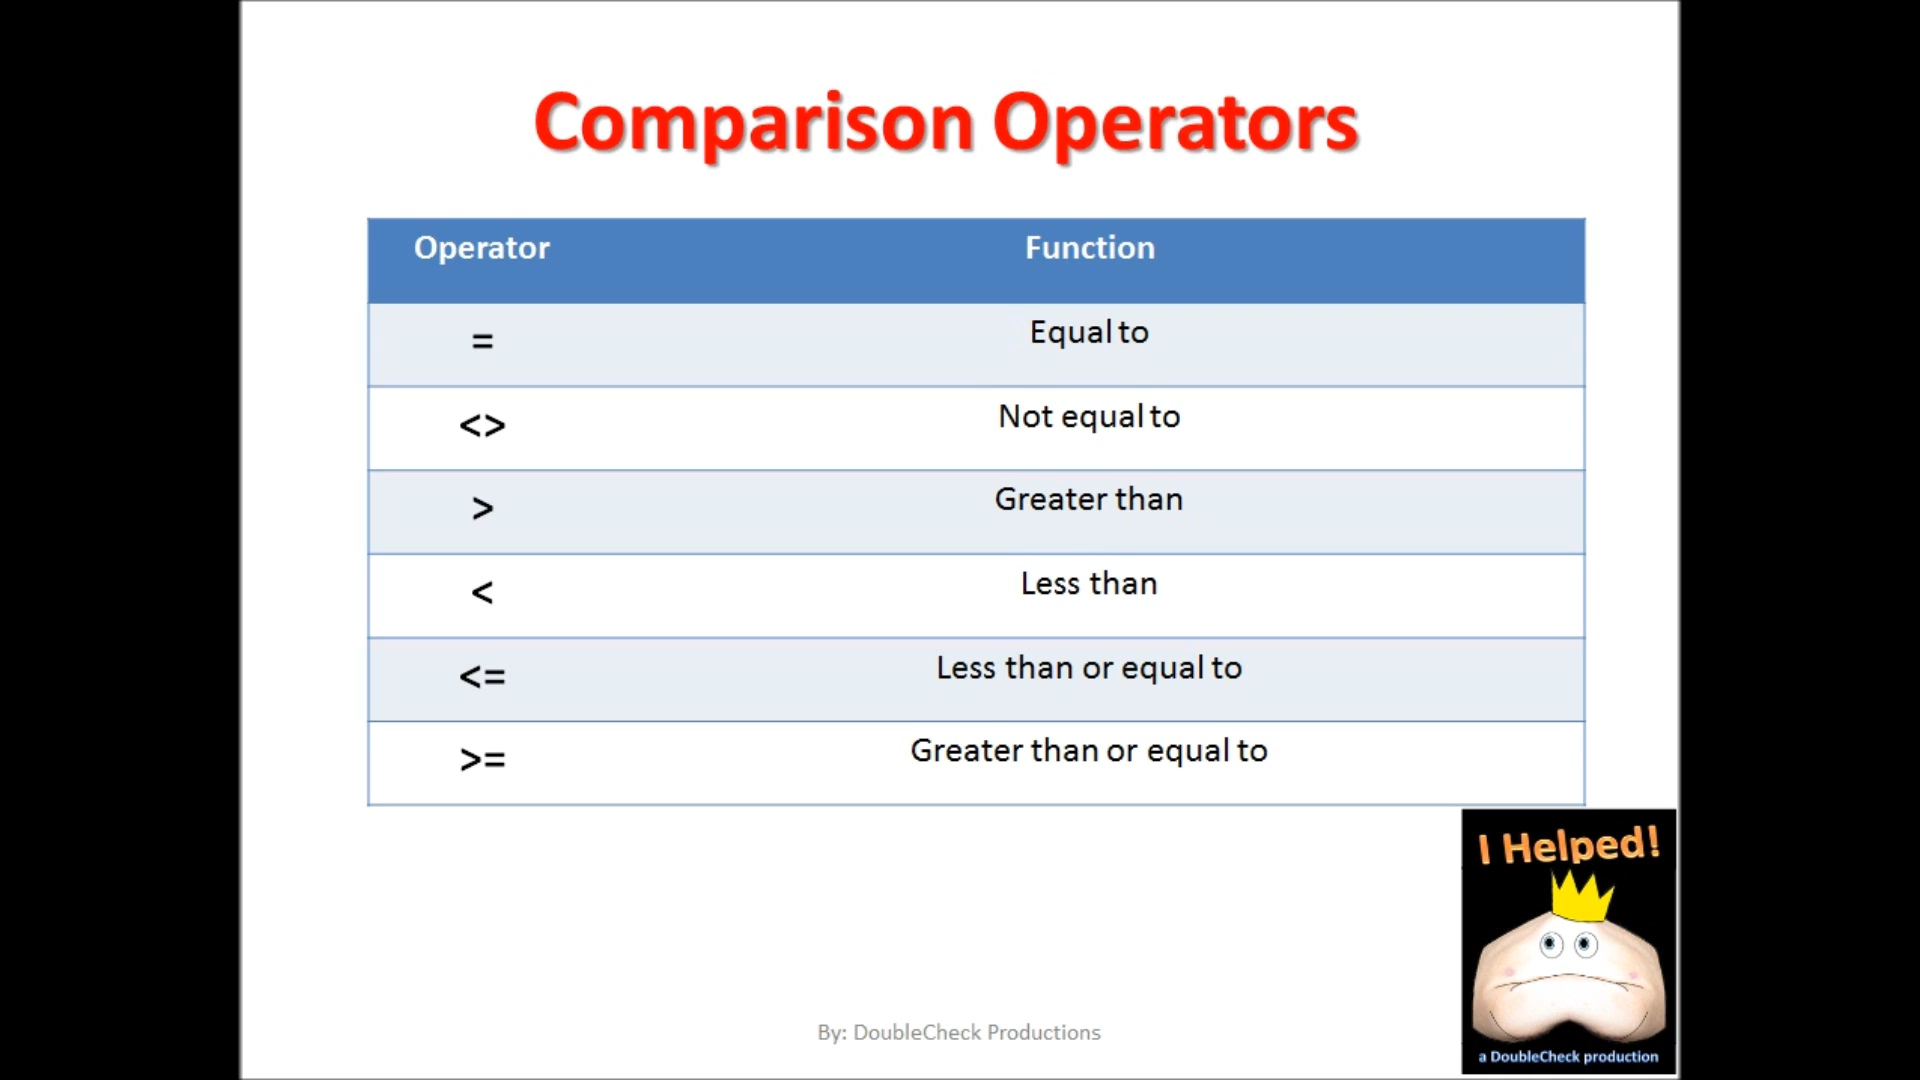 Comparison Operators
Operator Function
= Equal to
<> Not equal to
> Greater than
< Less than
<= Less than or equal to
>= Greater than or equal to
I Helped!
a DoubleCheck production
By: DoubleCheck Productions